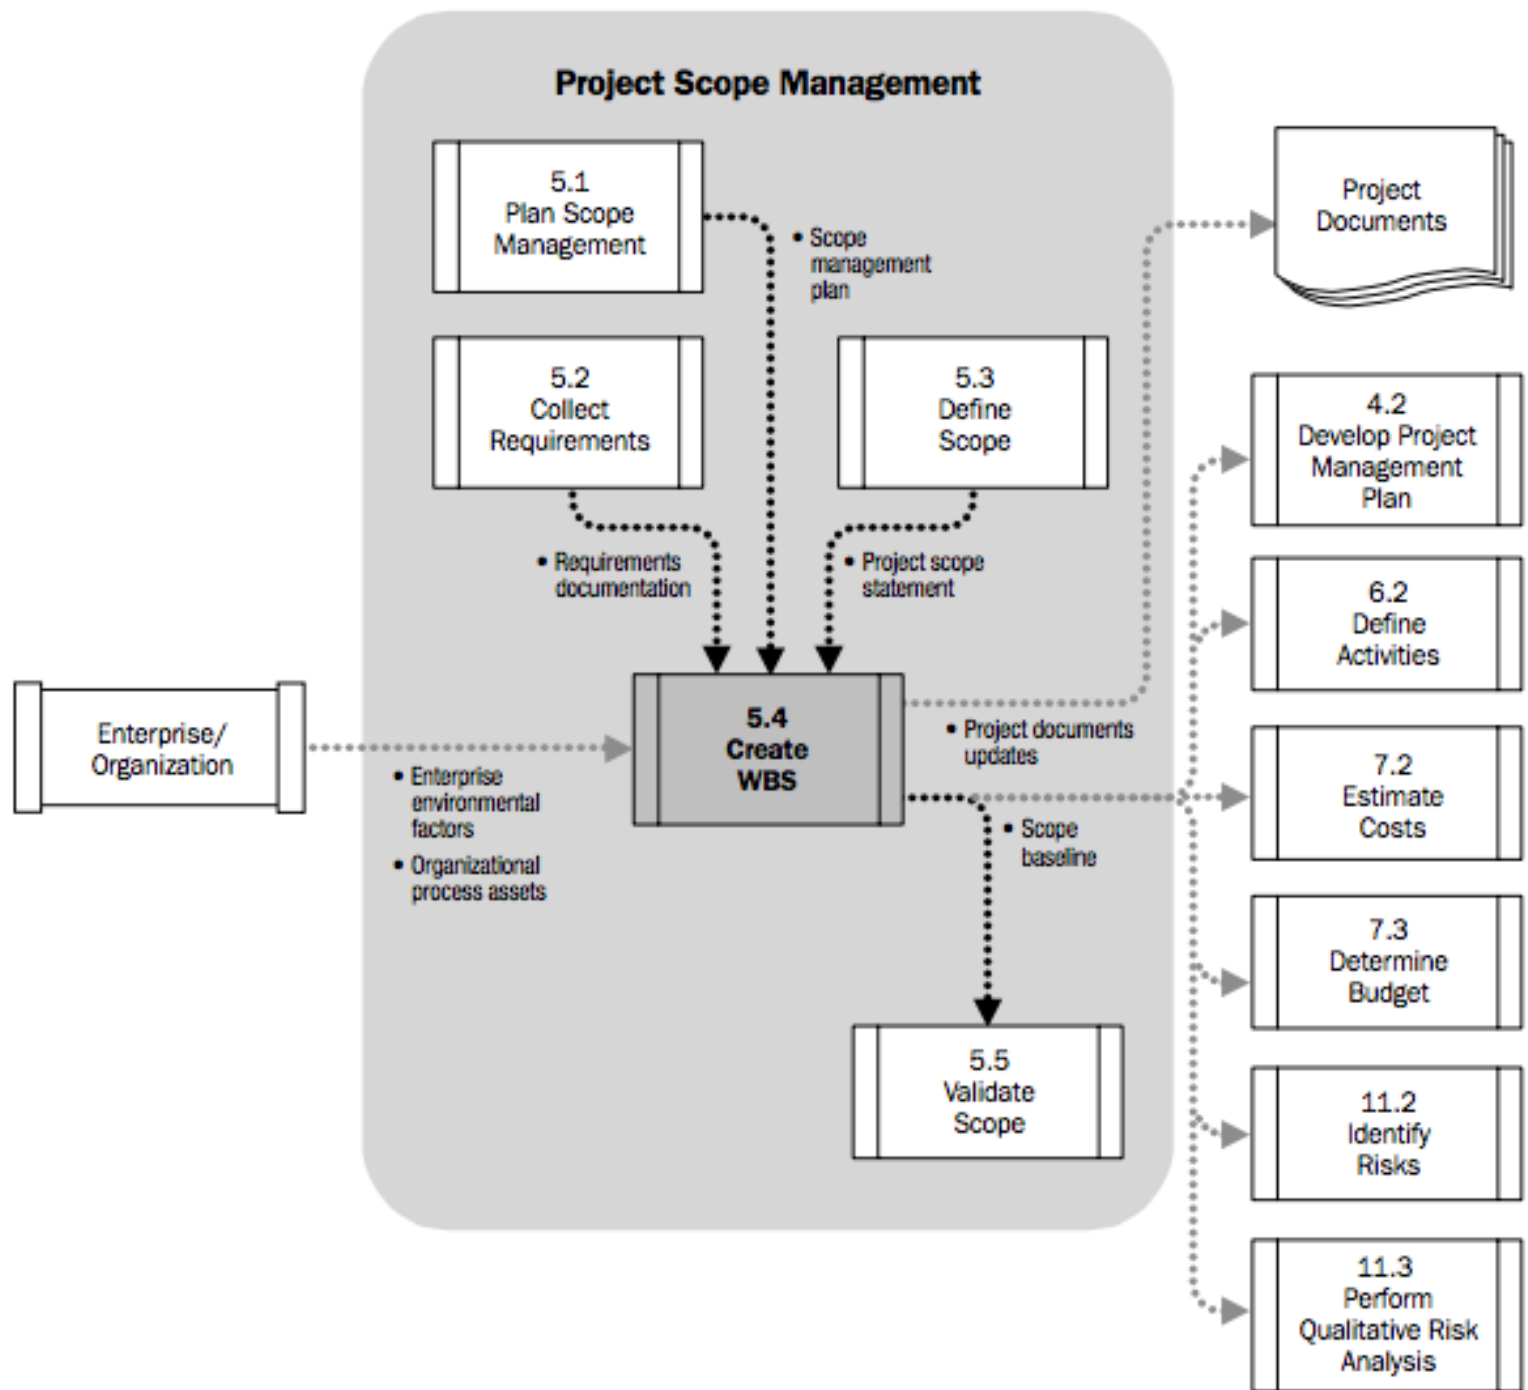 Project Scope Management
5.1
Plan Scope
Management
• Scope
management
plan
Project
Documents
5.2
Collect
Requirements
5.3
Define
Scope
4.2
Develop Project
Management
Plan
• Requirements
documentation
• Project scope
statement
6.2
Define
Activities
Enterprise/
Organization
• Enterprise
environmental
factors
• Organizational
process assets
5.4
Create
WBS
• Project documents
updates
• Scope
baseline
7.2
Estimate
Costs
7.3
Determine
Budget
5.5
Validate
Scope
11.2
Identify
Risks
11.3
Perform
Qualitative Risk
Analysis